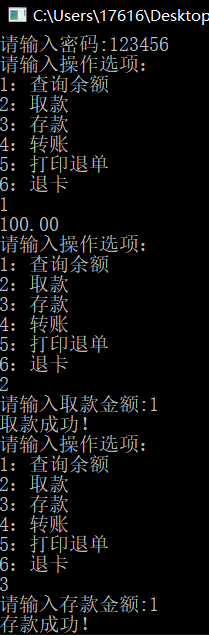 C:\Users\17616\Desktop
请输入密码:123456
请输入操作选项:
1: 查询余额
2: 取款
3: 存款
4: 转账
5: 打印退单
6: 退卡
1
100.00
请输入操作选项:
1: 查询余额
2: 取款
3: 存款
4: 转账
5: 打印退单
6: 退卡
2
请输入取款金额:1
取款成功!
请输入操作选项:
1: 查询余额
2: 取款
3: 存款
4: 转账
5: 打印退单
6: 退卡
3
请输入存款金额:1
存款成功!